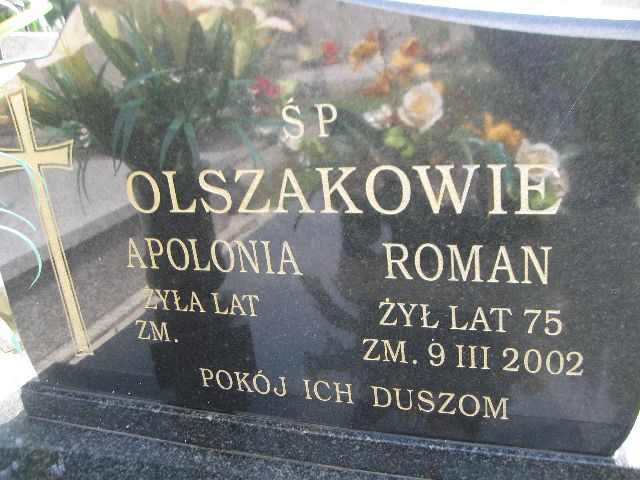 ŚP
OLSZAKOWIE
APOLONIA
ŻYŁA LAT
ZM.
ROMAN
ŻYŁ LAT 75
ZM. 9 III 2002
POKÓJ ICH DUSZOM